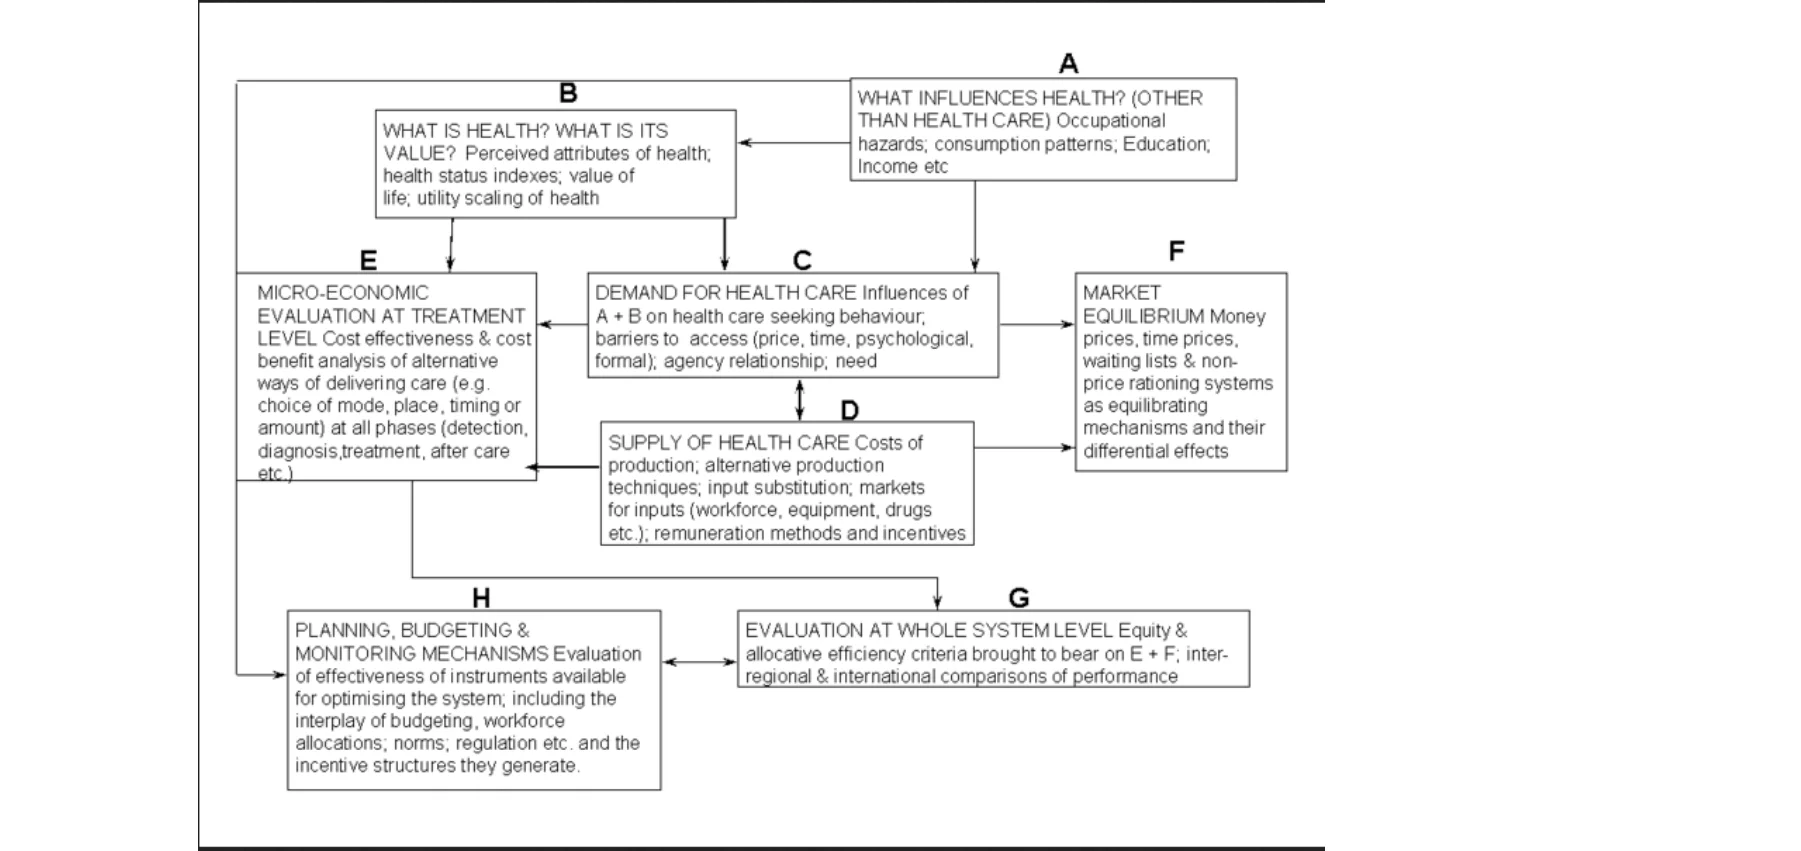 A
WHAT INFLUENCES HEALTH? (OTHER
THAN HEALTH CARE) Occupational
hazards; consumption patterns; Education;
Income etc
B
WHAT IS HEALTH? WHAT IS ITS
VALUE? Perceived attributes of health;
health status indexes; value of
life; utility scaling of health
E
MICRO-ECONOMIC
EVALUATION AT TREATMENT
LEVEL Cost effectiveness & cost
benefit analysis of alternative
ways of delivering care (e.g.
choice of mode, place, timing or
amount) at all phases (detection,
diagnosis,treatment, after care
etc.)
C
DEMAND FOR HEALTH CARE Influences of
A + B on health care seeking behaviour;
barriers to access (price, time, psychological,
formal); agency relationship; need
F
MARKET
EQUILIBRIUM Money
prices, time prices,
waiting lists & non-
price rationing systems
as equilibrating
mechanisms and their
differential effects
D
SUPPLY OF HEALTH CARE Costs of
production; alternative production
techniques; input substitution; markets
for inputs (workforce, equipment, drugs
etc.); remuneration methods and incentives
H
PLANNING, BUDGETING &
MONITORING MECHANISMS Evaluation
of effectiveness of instruments available
for optimising the system; including the
interplay of budgeting, workforce
allocations; norms; regulation etc. and the
incentive structures they generate.
G
EVALUATION AT WHOLE SYSTEM LEVEL Equity &
allocative efficiency criteria brought to bear on E + F; inter-
regional & international comparisons of performance